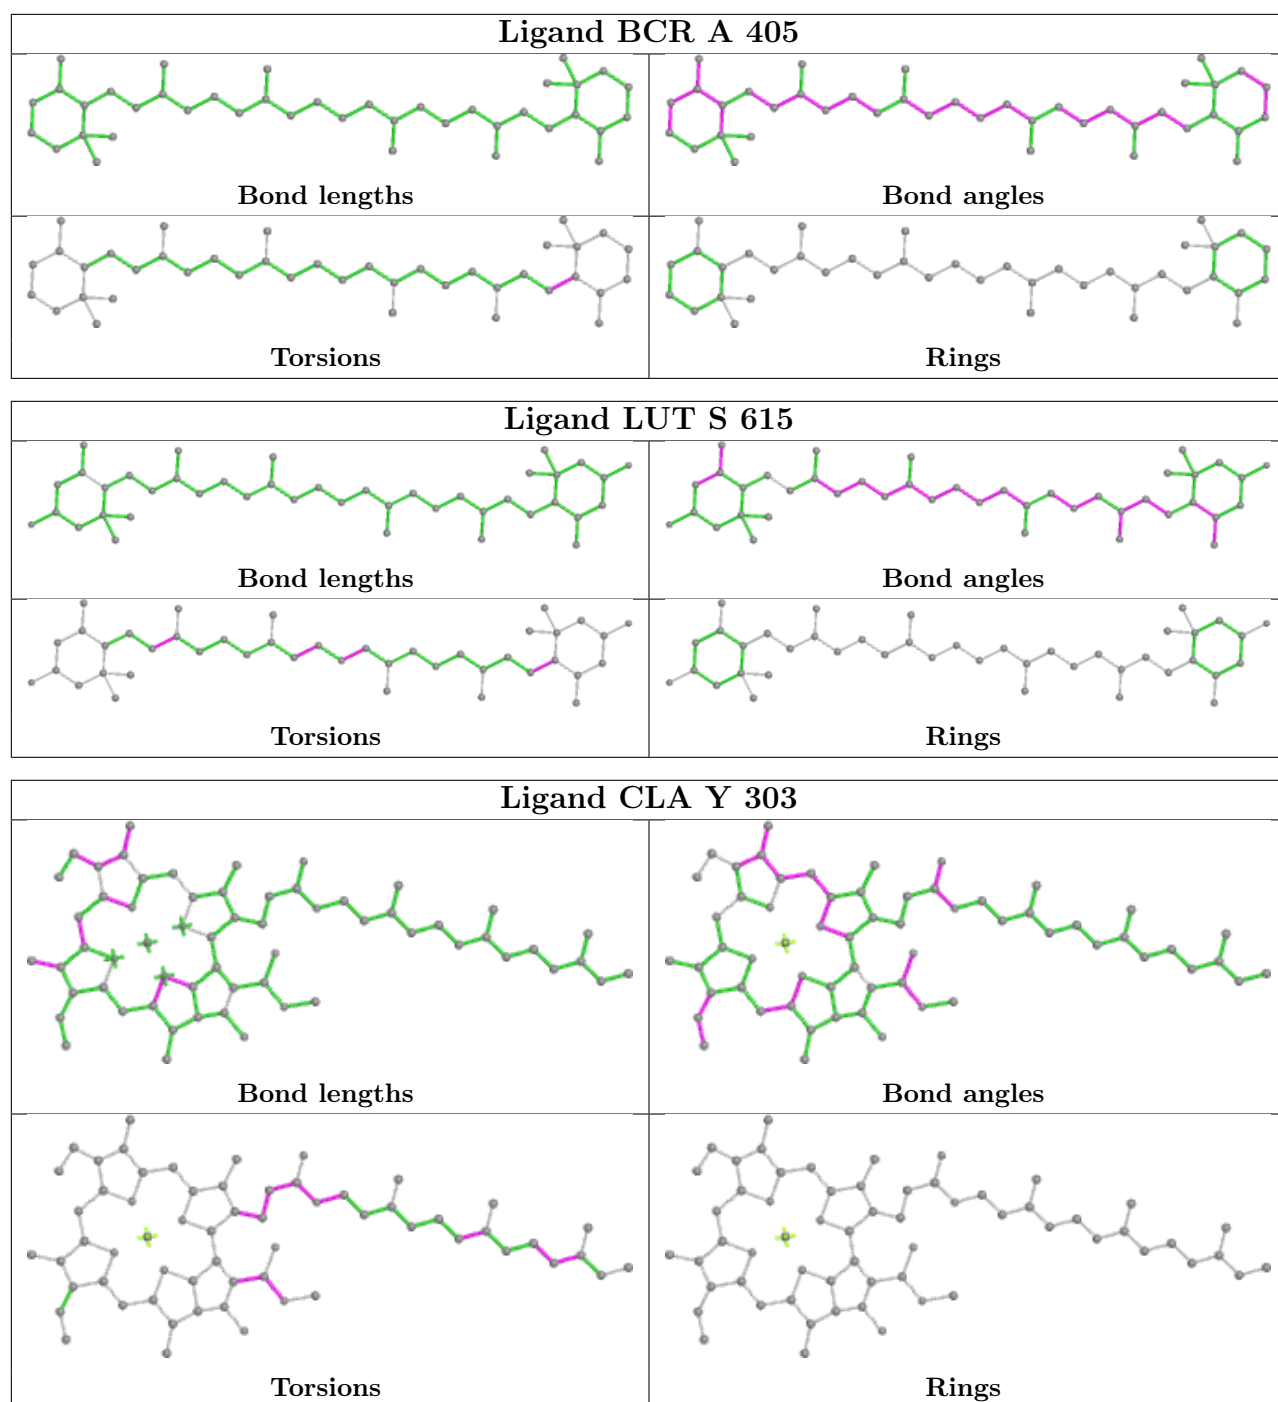 Ligand BCR A 405
Bond lengths
Bond angles
Torsions
Rings
Ligand LUT S 615
Bond lengths
Bond angles
Torsions
Rings
Ligand CLA Y 303
Bond lengths
Bond angles
Torsions
Rings